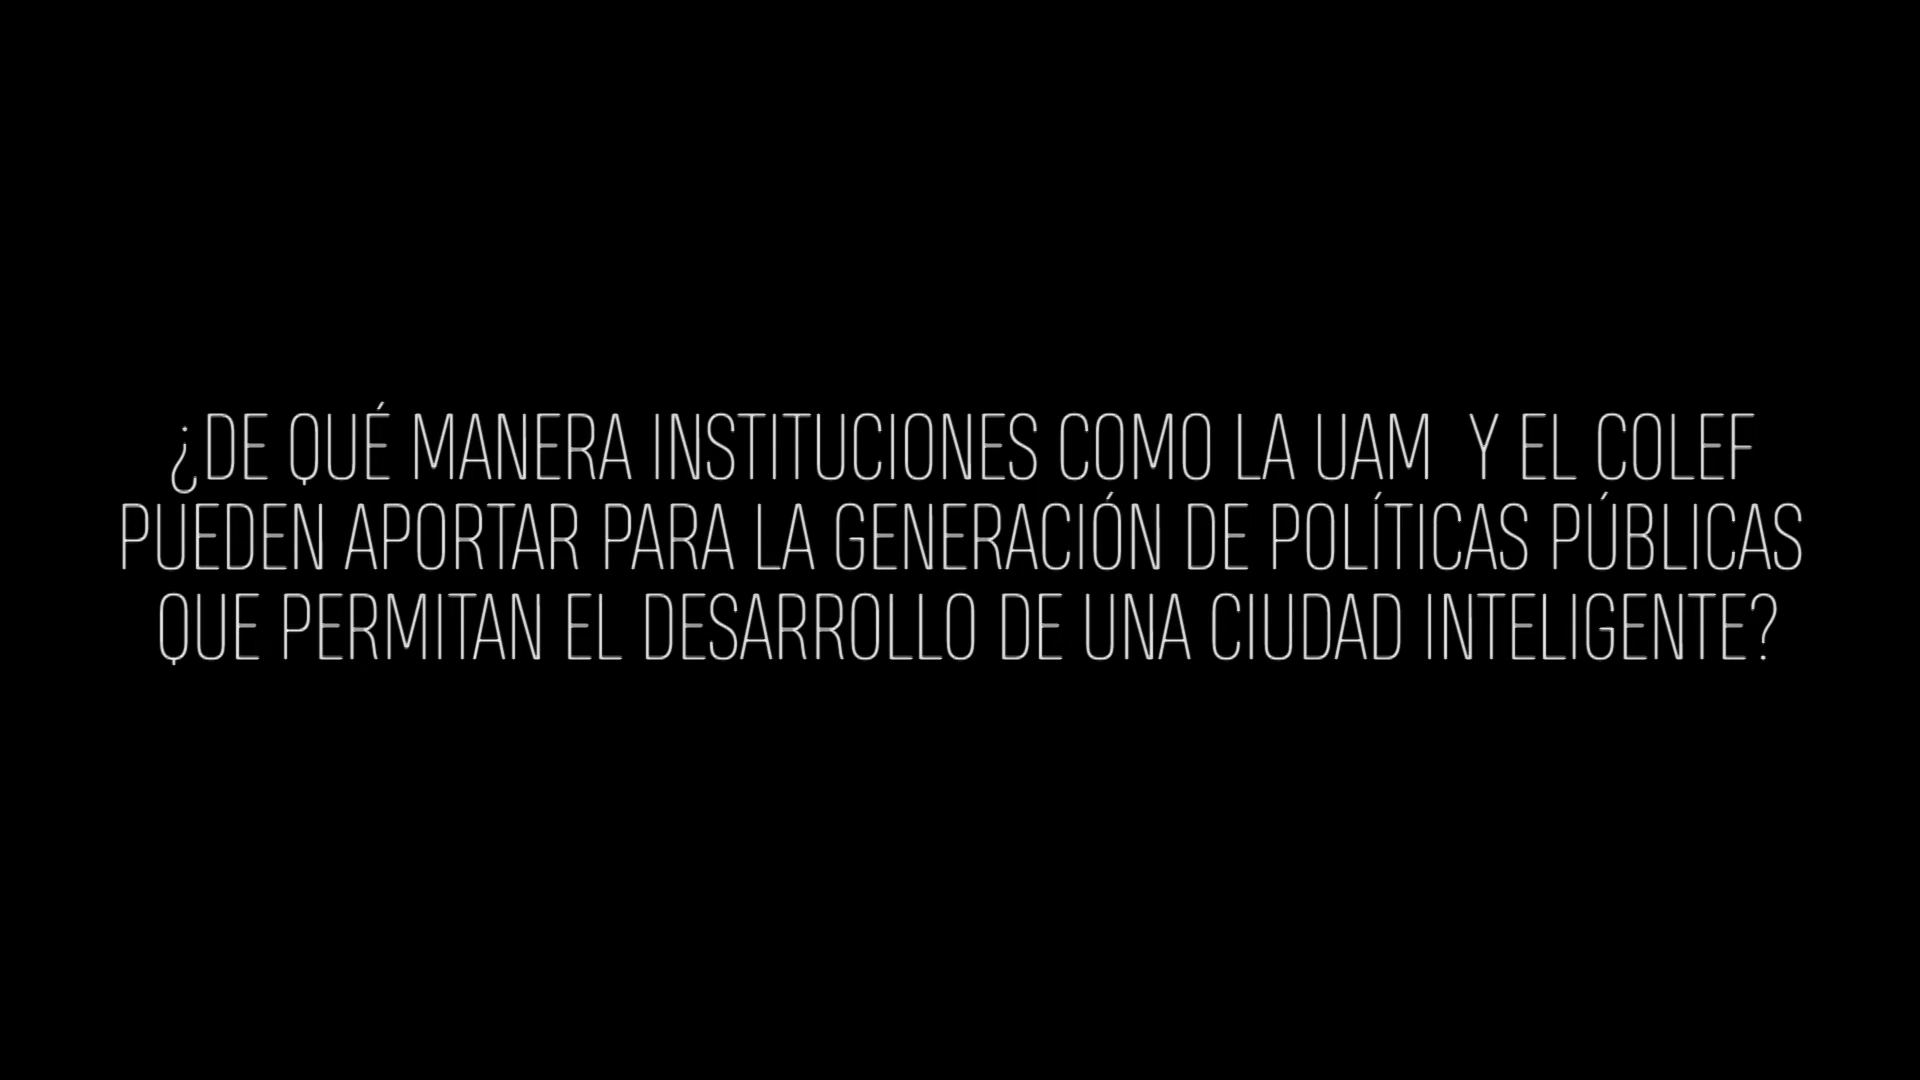 ¿DE QUÉ MANERA INSTITUCIONES COMO LA UAM  Y EL COLEF
PUEDEN APORTAR PARA LA GENERACIÓN DE POLÍTICAS PÚBLICAS
QUE PERMITAN EL DESARROLLO DE UNA CIUDAD INTELIGENTE?